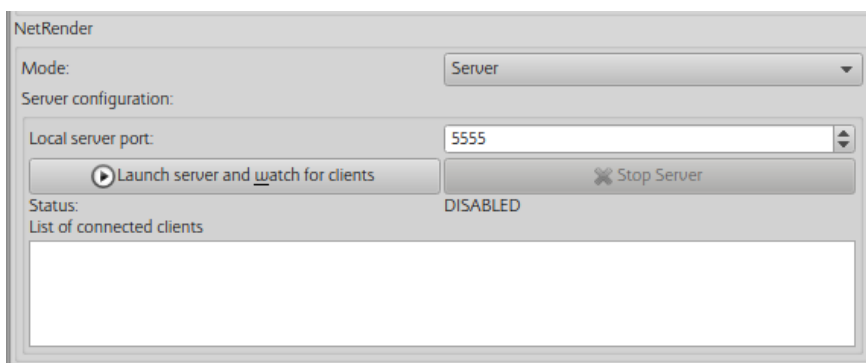 NetRender
Mode: Server
Server configuration:
Local server port: 5555
Launch server and watch for clients Stop Server
Status: DISABLED
List of connected clients